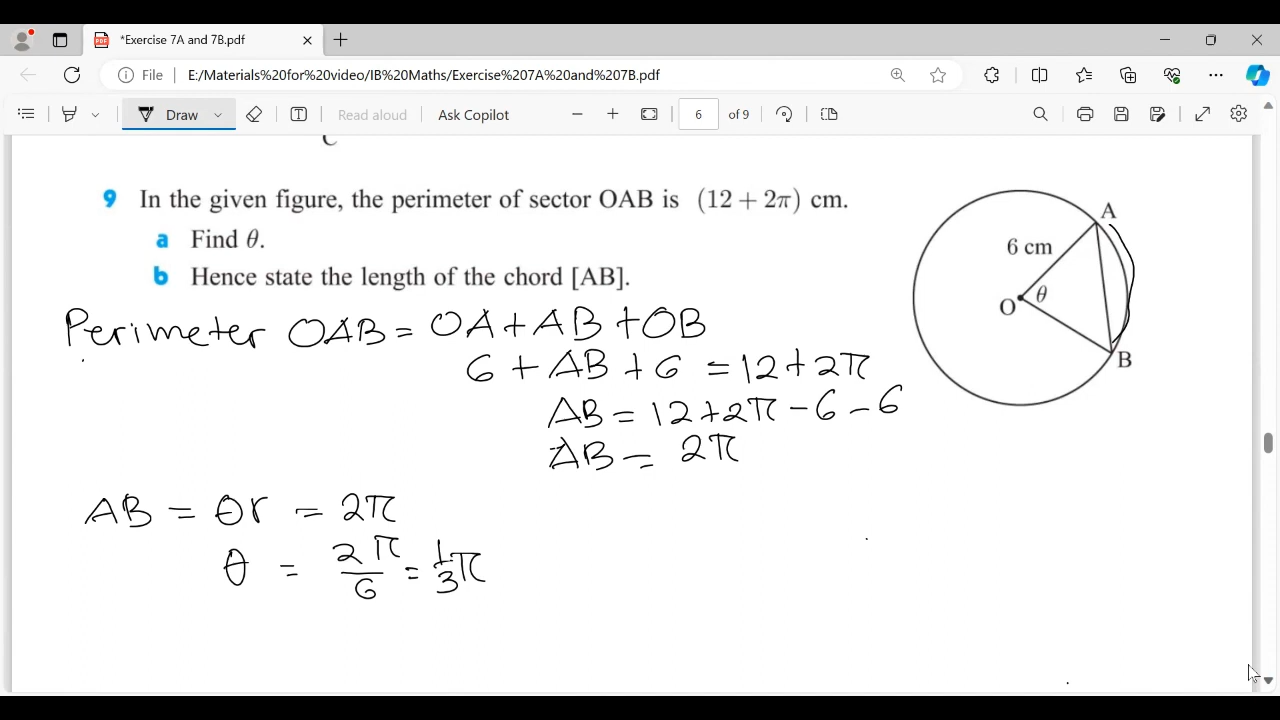 *Exercise 7A and 7B.pdf
File E:/Materials%20for%20video/IB%20Maths/Exercise%207A%20and%207B.pdf
Draw Read aloud Ask Copilot 6 of 9
9 In the given figure, the perimeter of sector OAB is (12 + 2π) cm.
a Find θ.
b Hence state the length of the chord [AB].
A
6 cm
O θ
B
Perimeter OAB = OA + AB + OB
6 + AB + 6 = 12 + 2π
AB = 12 + 2π - 6 - 6
AB = 2π
AB = θr = 2π
θ = 2π/6 = 1/3 π